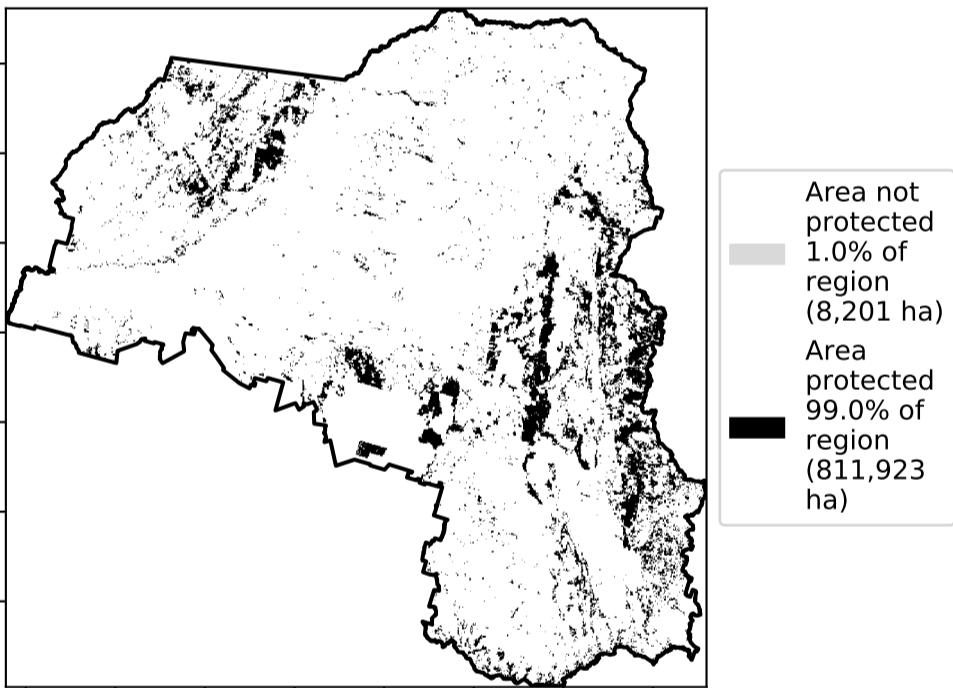 Area not
protected
1.0% of
region
(8,201 ha)
Area
protected
99.0% of
region
(811,923
ha)